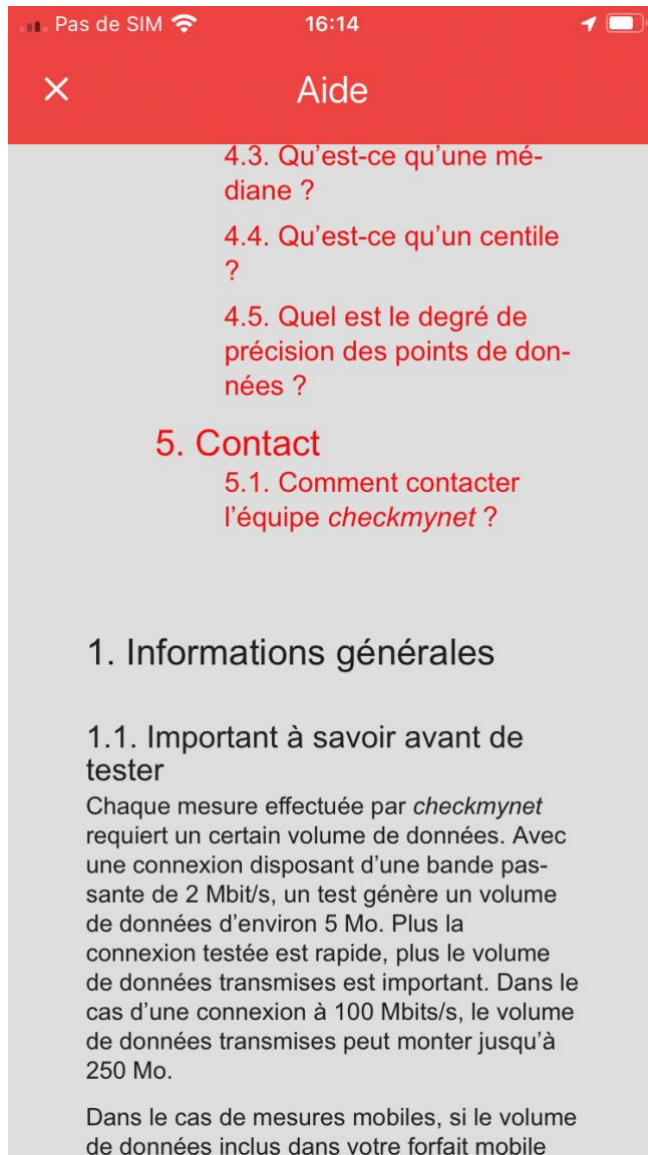 Pas de SIM 16:14
Aide
4.3. Qu’est-ce qu’une mé-
diane ?
4.4. Qu’est-ce qu’un centile
?
4.5. Quel est le degré de
précision des points de don-
nées ?
5. Contact
5.1. Comment contacter
l’équipe checkmynet ?
1. Informations générales
1.1. Important à savoir avant de
tester
Chaque mesure effectuée par checkmynet
requiert un certain volume de données. Avec
une connexion disposant d’une bande pas-
sante de 2 Mbit/s, un test génère un volume
de données d’environ 5 Mo. Plus la
connexion testée est rapide, plus le volume
de données transmises est important. Dans le
cas d’une connexion à 100 Mbits/s, le volume
de données transmises peut monter jusqu’à
250 Mo.
Dans le cas de mesures mobiles, si le volume
de données inclus dans votre forfait mobile